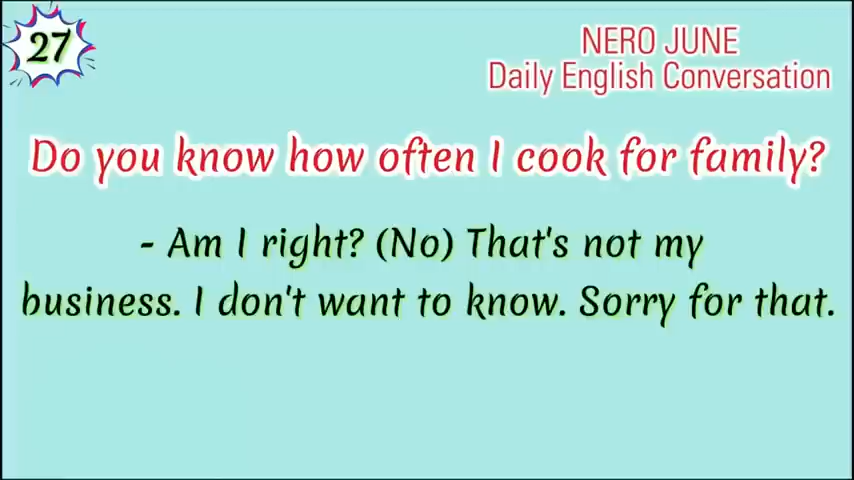 27
NERO JUNE
Daily English Conversation
Do you know how often I cook for family?
- Am I right? (No) That's not my
business. I don't want to know. Sorry for that.